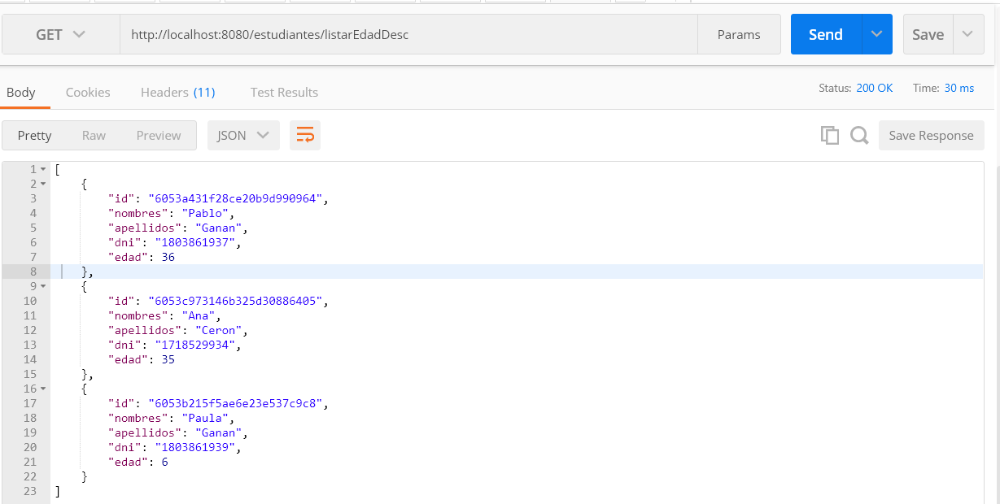 GET http://localhost:8080/estudiantes/listarEdadDesc Params Send Save
Body Cookies Headers (11) Test Results Status: 200 OK Time: 30 ms
Pretty Raw Preview JSON Save Response
1 [
2 {
3 "id": "6053a431f28ce20b9d990964",
4 "nombres": "Pablo",
5 "apellidos": "Ganan",
6 "dni": "1803861937",
7 "edad": 36
8 },
9 {
10 "id": "6053c973146b325d30886405",
11 "nombres": "Ana",
12 "apellidos": "Ceron",
13 "dni": "1718529934",
14 "edad": 35
15 },
16 {
17 "id": "6053b215f5ae6e23e537c9c8",
18 "nombres": "Paula",
19 "apellidos": "Ganan",
20 "dni": "1803861939",
21 "edad": 6
22 }
23 ]